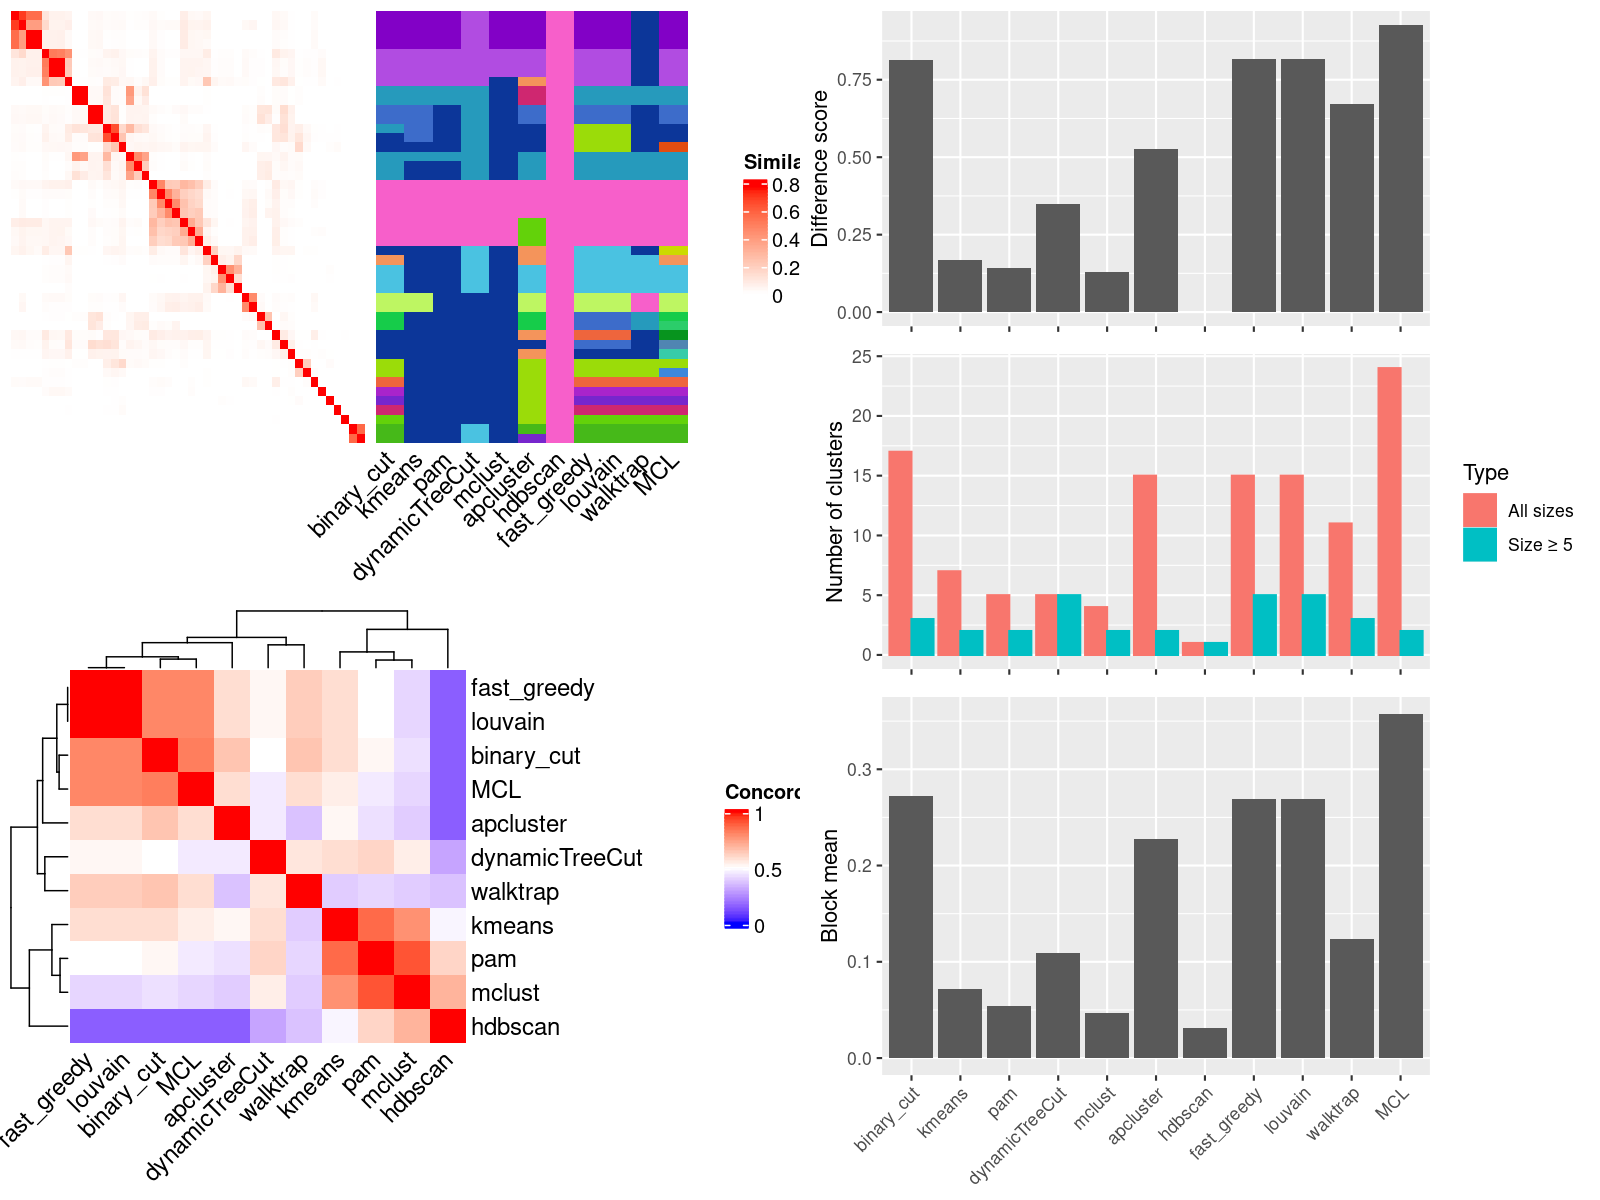 Simila
0.8
0.6
0.4
0.2
0
binary_cut
kmeans
pam
dynamicTreeCut
mclust
apcluster
hdbscan
fast_greedy
louvain
walktrap
MCL
Difference score
0.75
0.50
0.25
0.00
Number of clusters
25
20
15
10
5
0
Type
All sizes
Size ≥ 5
fast_greedy
louvain
binary_cut
MCL
apcluster
dynamicTreeCut
walktrap
kmeans
pam
mclust
hdbscan
fast_greedy
louvain
binary_cut
MCL
apcluster
dynamicTreeCut
walktrap
kmeans
pam
mclust
hdbscan
Concord
1
0.5
0
Block mean
0.3
0.2
0.1
0.0
binary_cut
kmeans
pam
dynamicTreeCut
mclust
apcluster
hdbscan
fast_greedy
louvain
walktrap
MCL